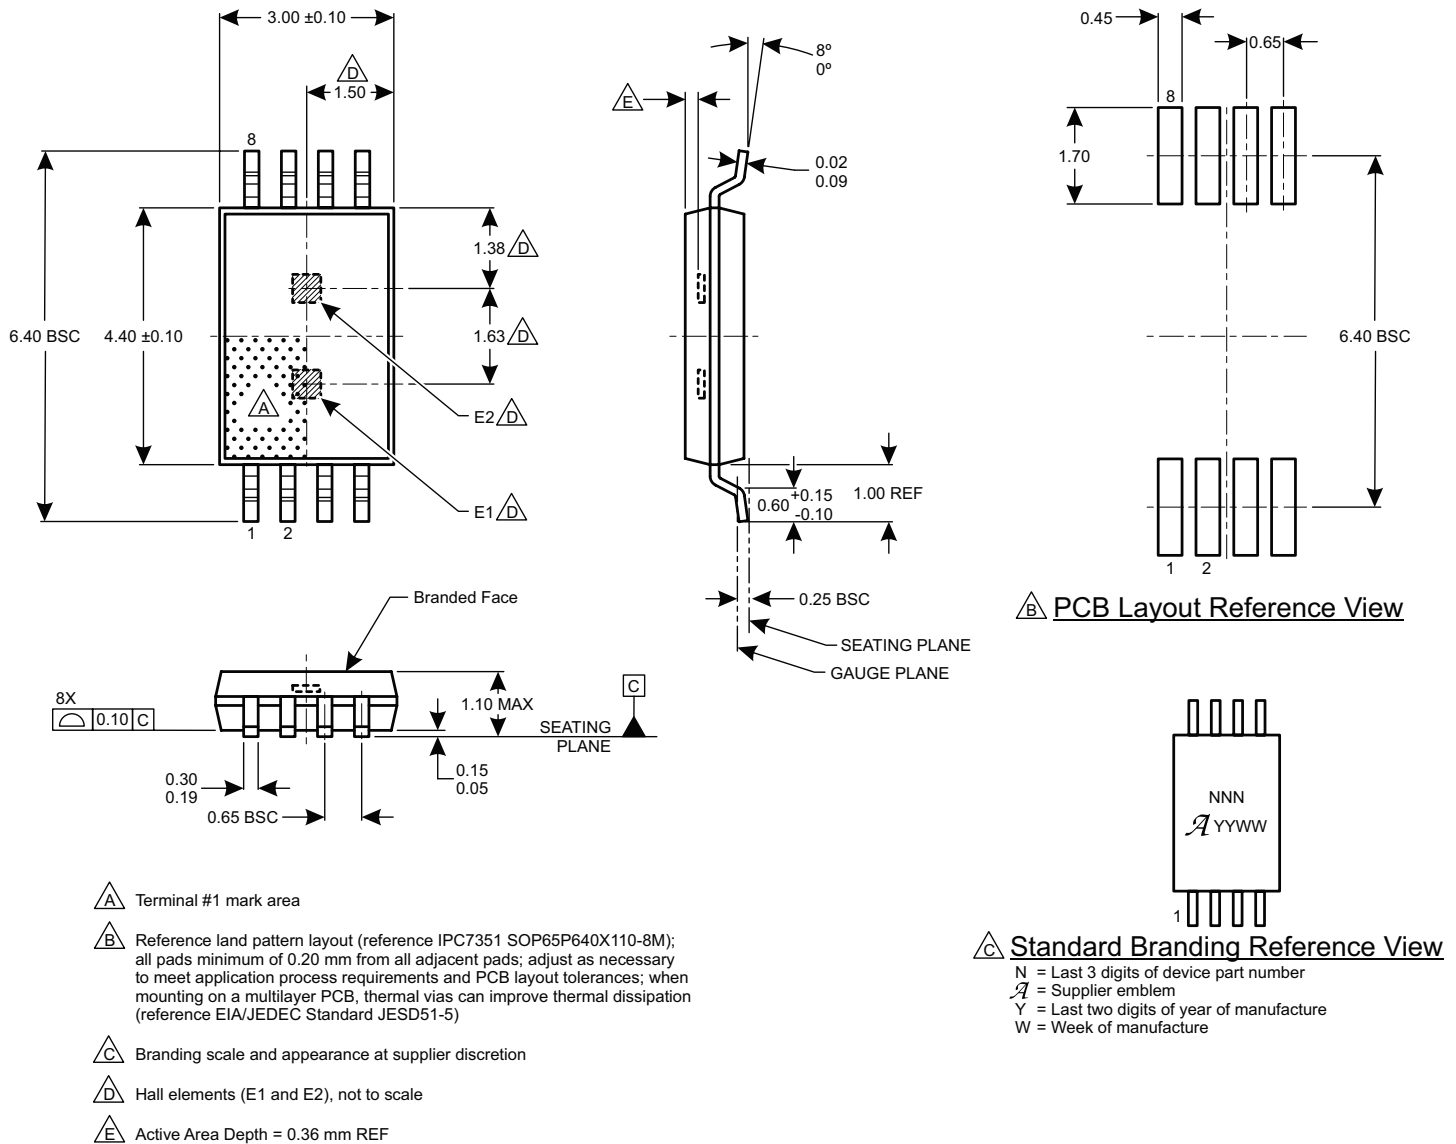 3.00 ±0.10
D
1.50
8
1.38 D
1.63 D
6.40 BSC
4.40 ±0.10
A
E2 D
E1 D
1 2
E
8º
0º
0.02
0.09
0.60 +0.15
-0.10
1.00 REF
0.25 BSC
SEATING PLANE
GAUGE PLANE
0.45
0.65
8
1.70
6.40 BSC
1 2
B PCB Layout Reference View
Branded Face
8X
0.10 C
1.10 MAX
C
SEATING
PLANE
0.15
0.05
0.30
0.19
0.65 BSC
NNN
A YYWW
1
C Standard Branding Reference View
N = Last 3 digits of device part number
A = Supplier emblem
Y = Last two digits of year of manufacture
W = Week of manufacture
A Terminal #1 mark area
B Reference land pattern layout (reference IPC7351 SOP65P640X110-8M);
all pads minimum of 0.20 mm from all adjacent pads; adjust as necessary
to meet application process requirements and PCB layout tolerances; when
mounting on a multilayer PCB, thermal vias can improve thermal dissipation
(reference EIA/JEDEC Standard JESD51-5)
C Branding scale and appearance at supplier discretion
D Hall elements (E1 and E2), not to scale
E Active Area Depth = 0.36 mm REF